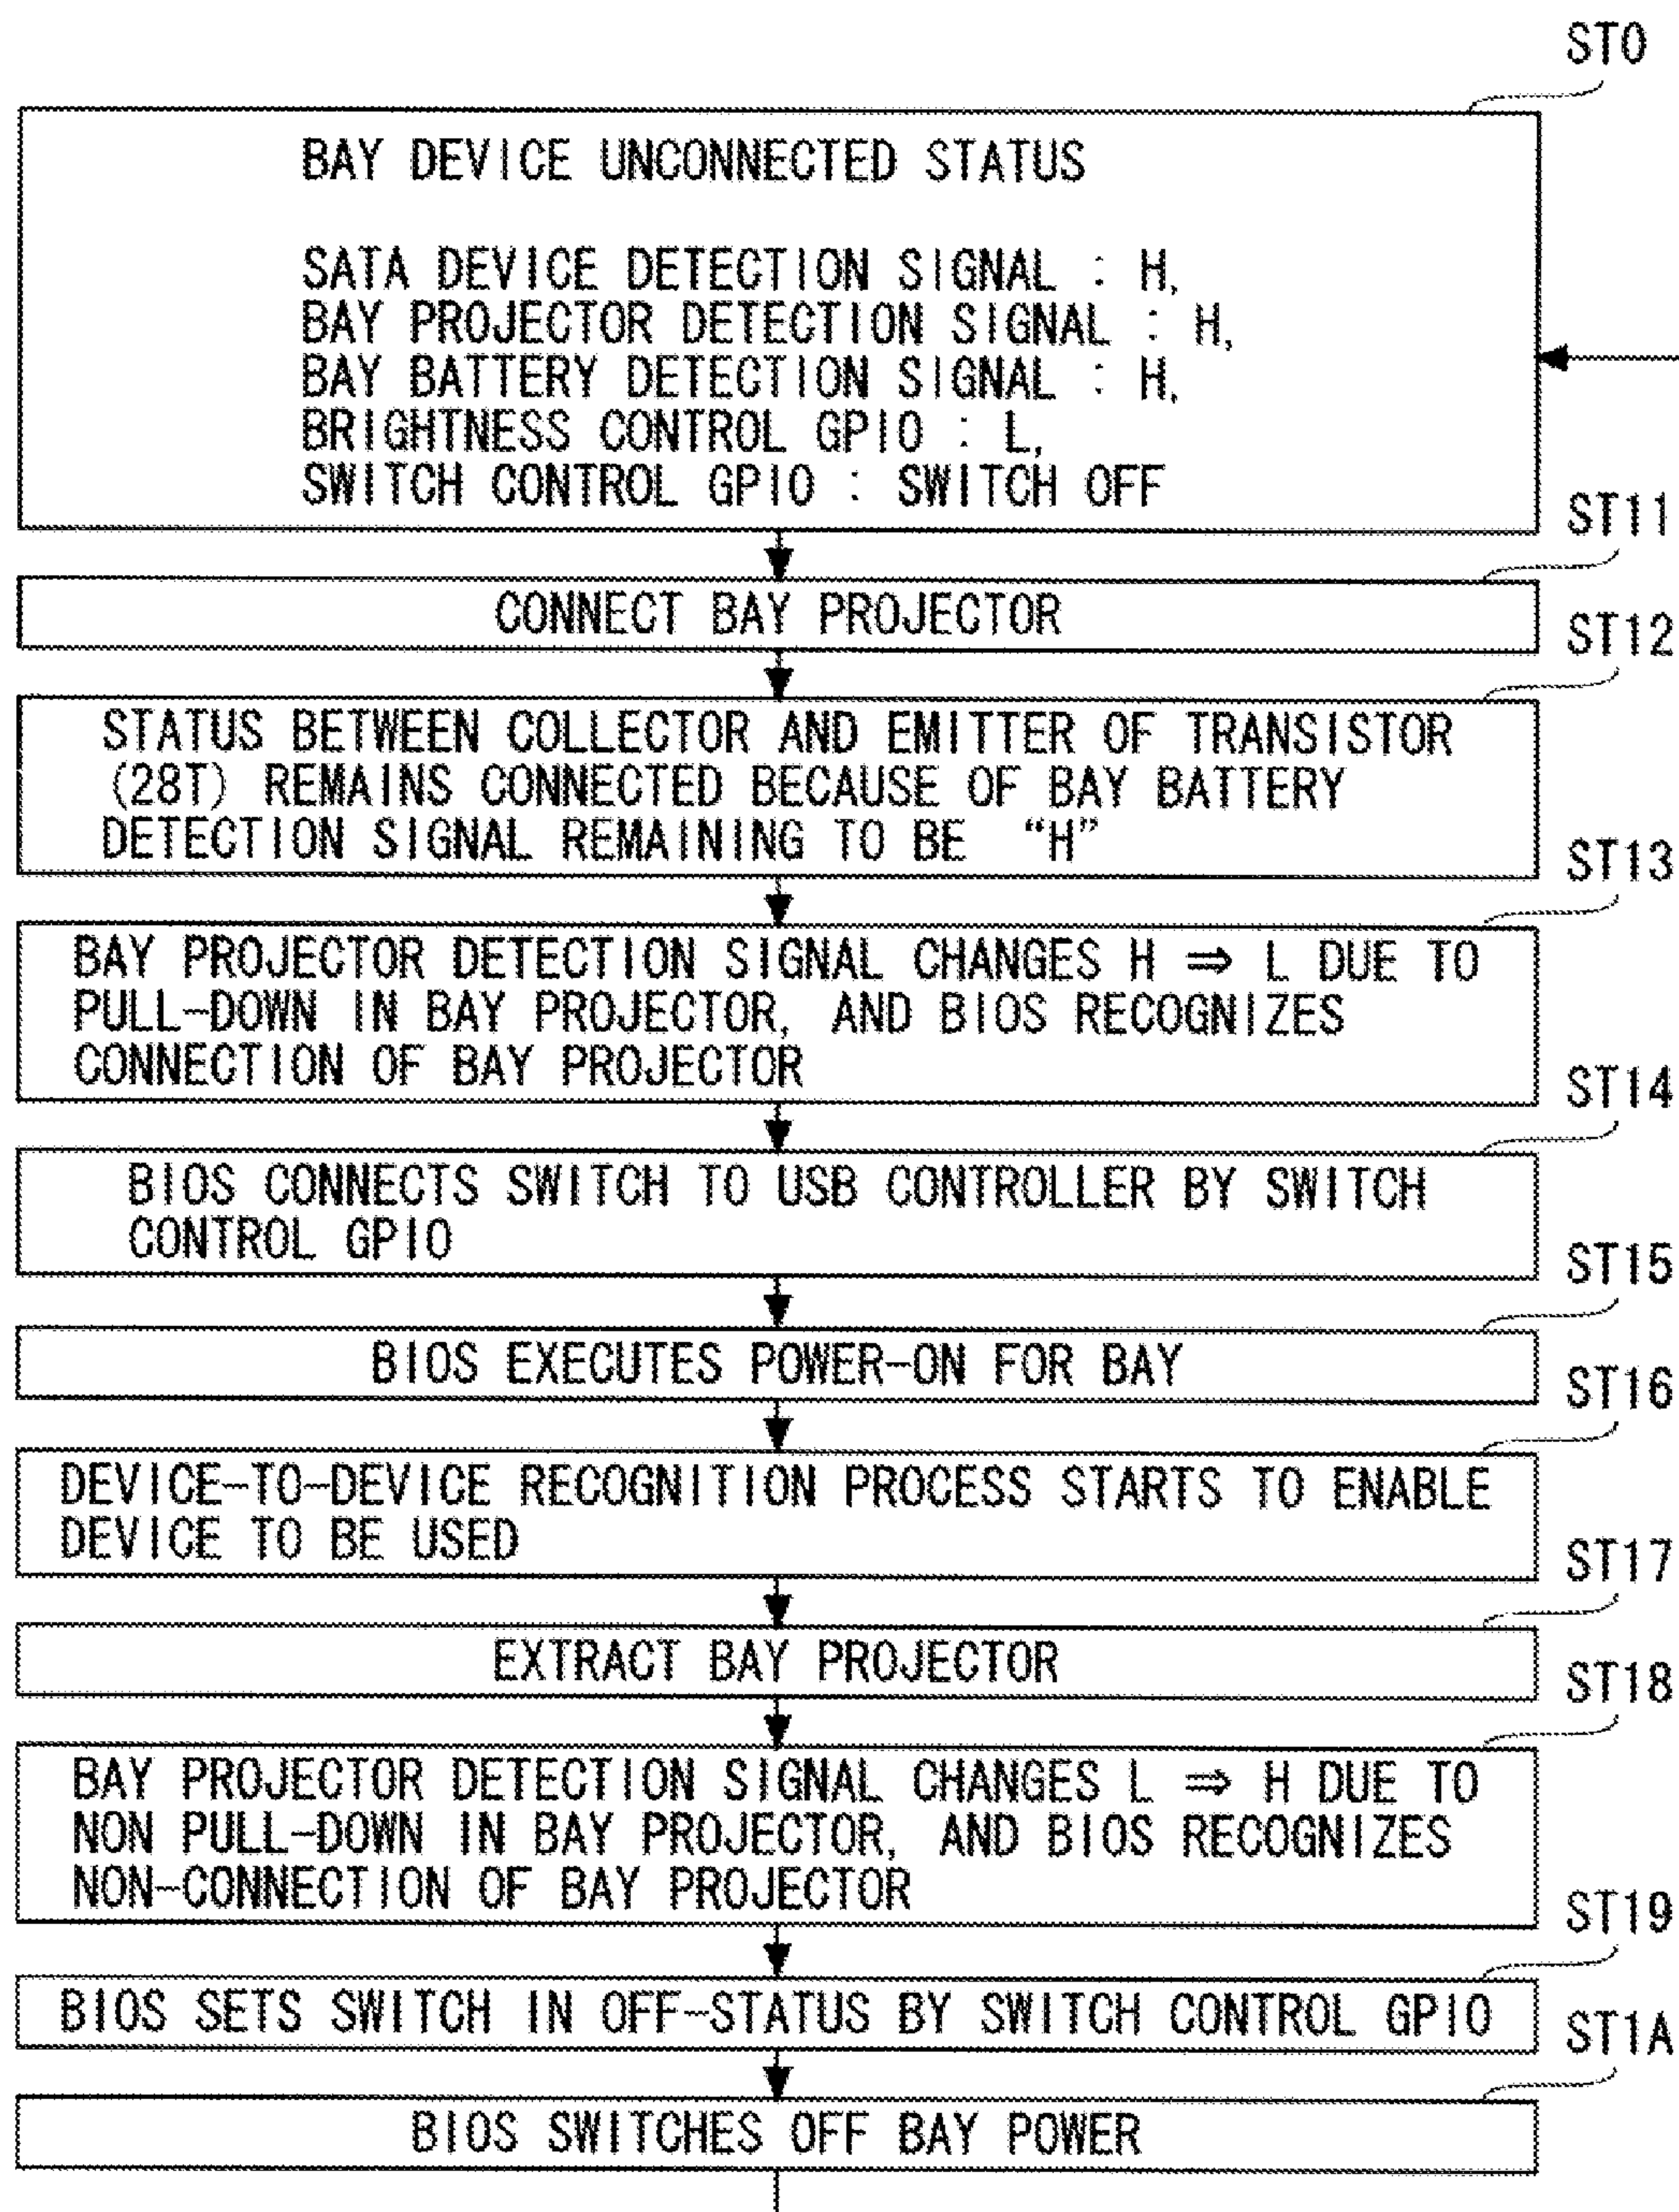 ST0
BAY DEVICE UNCONNECTED STATUS
SATA DEVICE DETECTION SIGNAL : H,
BAY PROJECTOR DETECTION SIGNAL : H,
BAY BATTERY DETECTION SIGNAL : H,
BRIGHTNESS CONTROL GPIO : L,
SWITCH CONTROL GPIO : SWITCH OFF
ST11
CONNECT BAY PROJECTOR
ST12
STATUS BETWEEN COLLECTOR AND EMITTER OF TRANSISTOR
(28T) REMAINS CONNECTED BECAUSE OF BAY BATTERY
DETECTION SIGNAL REMAINING TO BE “H”
ST13
BAY PROJECTOR DETECTION SIGNAL CHANGES H ⇒ L DUE TO
PULL-DOWN IN BAY PROJECTOR, AND BIOS RECOGNIZES
CONNECTION OF BAY PROJECTOR
ST14
BIOS CONNECTS SWITCH TO USB CONTROLLER BY SWITCH
CONTROL GPIO
ST15
BIOS EXECUTES POWER-ON FOR BAY
ST16
DEVICE-TO-DEVICE RECOGNITION PROCESS STARTS TO ENABLE
DEVICE TO BE USED
ST17
EXTRACT BAY PROJECTOR
ST18
BAY PROJECTOR DETECTION SIGNAL CHANGES L ⇒ H DUE TO
NON PULL-DOWN IN BAY PROJECTOR, AND BIOS RECOGNIZES
NON-CONNECTION OF BAY PROJECTOR
ST19
BIOS SETS SWITCH IN OFF-STATUS BY SWITCH CONTROL GPIO
ST1A
BIOS SWITCHES OFF BAY POWER